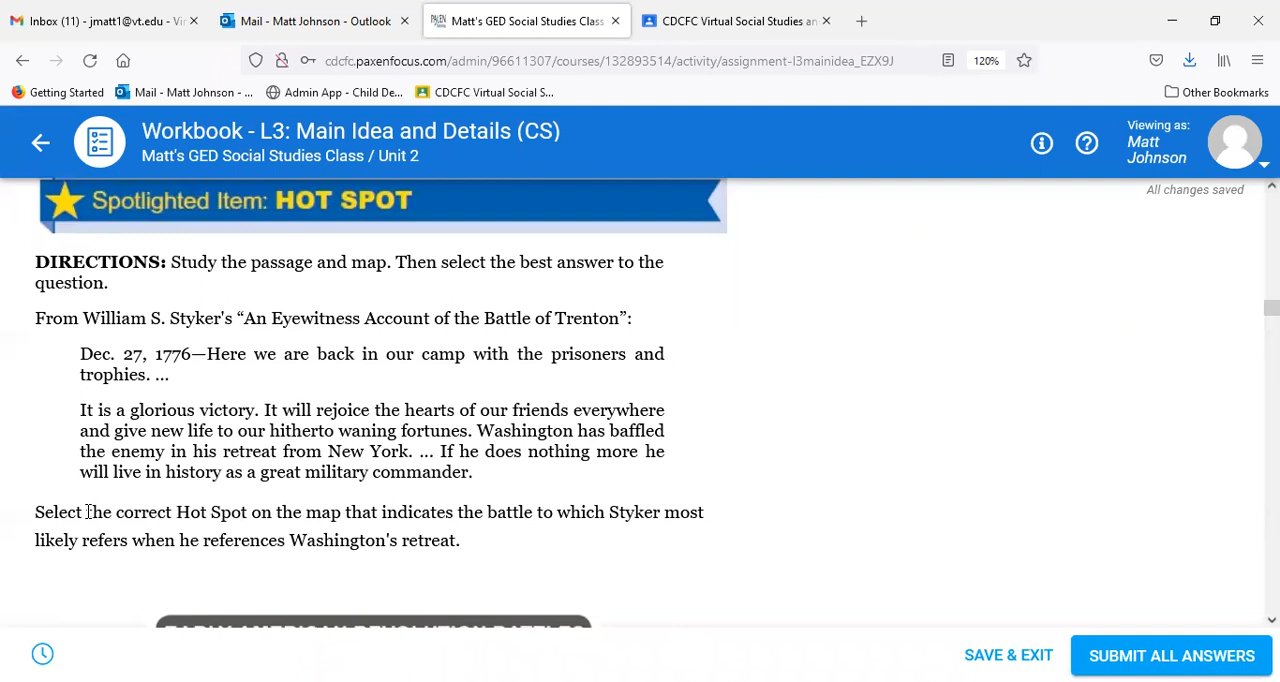 Inbox (11) - jmatt1@vt.edu - Vir
Mail - Matt Johnson - Outlook
PAXEN
Matt's GED Social Studies Class
CDCFC Virtual Social Studies an
cdcfc.paxenfocus.com/admin/96611307/courses/132893514/activity/assignment-l3mainidea_EZX9J
120%
Getting Started
Mail - Matt Johnson - ...
Admin App - Child De...
CDCFC Virtual Social S...
Other Bookmarks
Workbook - L3: Main Idea and Details (CS)
Matt's GED Social Studies Class / Unit 2
Viewing as:
Matt
Johnson
All changes saved
Spotlighted Item: HOT SPOT
DIRECTIONS: Study the passage and map. Then select the best answer to the
question.
From William S. Styker's “An Eyewitness Account of the Battle of Trenton”:
Dec. 27, 1776—Here we are back in our camp with the prisoners and
trophies. ...
It is a glorious victory. It will rejoice the hearts of our friends everywhere
and give new life to our hitherto waning fortunes. Washington has baffled
the enemy in his retreat from New York. ... If he does nothing more he
will live in history as a great military commander.
Select the correct Hot Spot on the map that indicates the battle to which Styker most
likely refers when he references Washington's retreat.
EARLY AMERICAN REVOLUTION BATTLES
SAVE & EXIT
SUBMIT ALL ANSWERS